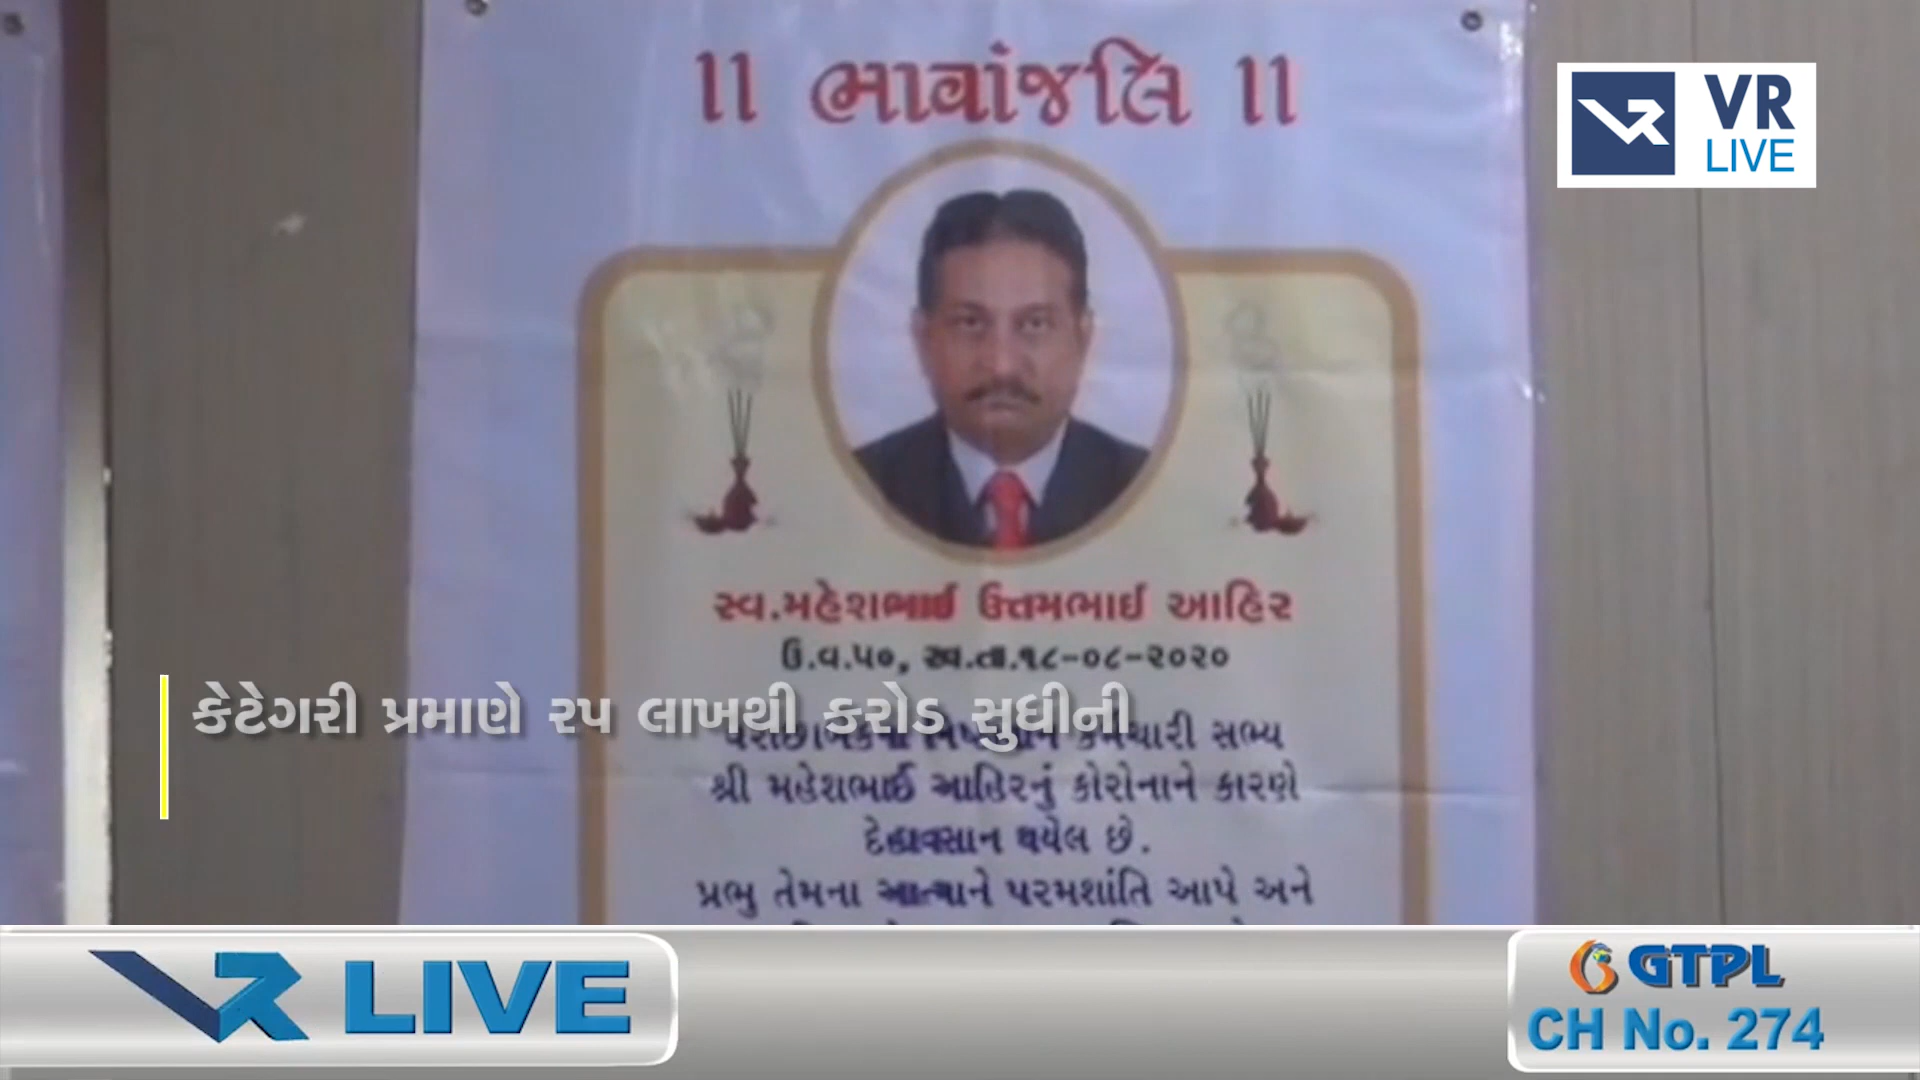 ॥ ભાવાંજલિ ॥
VR
LIVE
સ્વ.મહેશભાઈ ઉત્તમભાઈ આહિર
ઉ.વ.૫૦, સ્વ.તા.૧૮-૦૮-૨૦૨૦
કેટેગરી પ્રમાણે ૨૫ લાખથી કરોડ સુધીની
કર્મચારી સભ્ય
શ્રી મહેશભાઈ આહિરનું કોરોનાને કારણે
દેહાવસાન થયેલ છે.
પ્રભુ તેમના આત્માને પરમશાંતિ આપે અને
VR LIVE
GTPL
CH No. 274